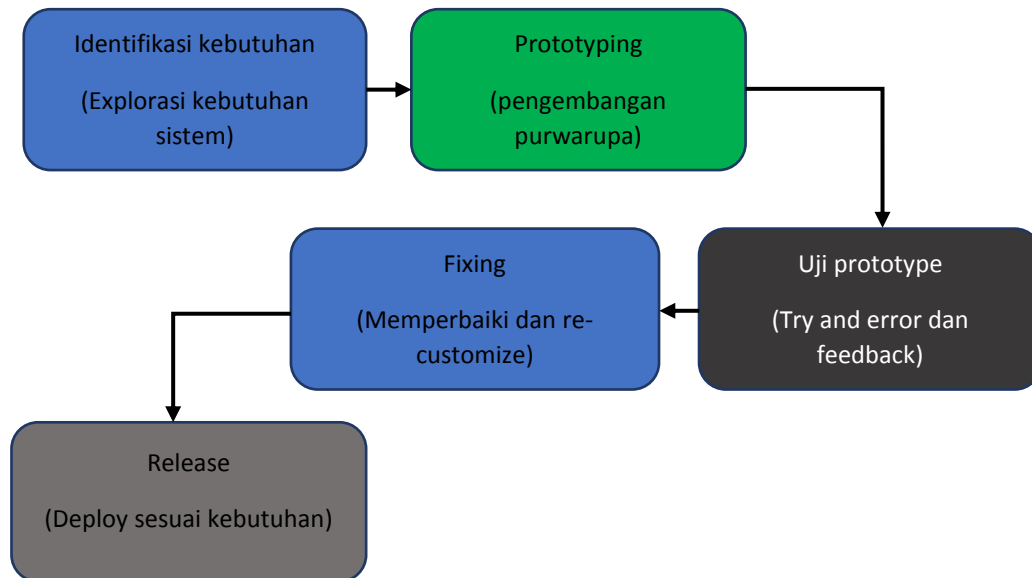 Identifikasi kebutuhan
(Explorasi kebutuhan
sistem)
Prototyping
(pengembangan
purwarupa)
Uji prototype
(Try and error dan
feedback)
Fixing
(Memperbaiki dan re-
customize)
Release
(Deploy sesuai kebutuhan)